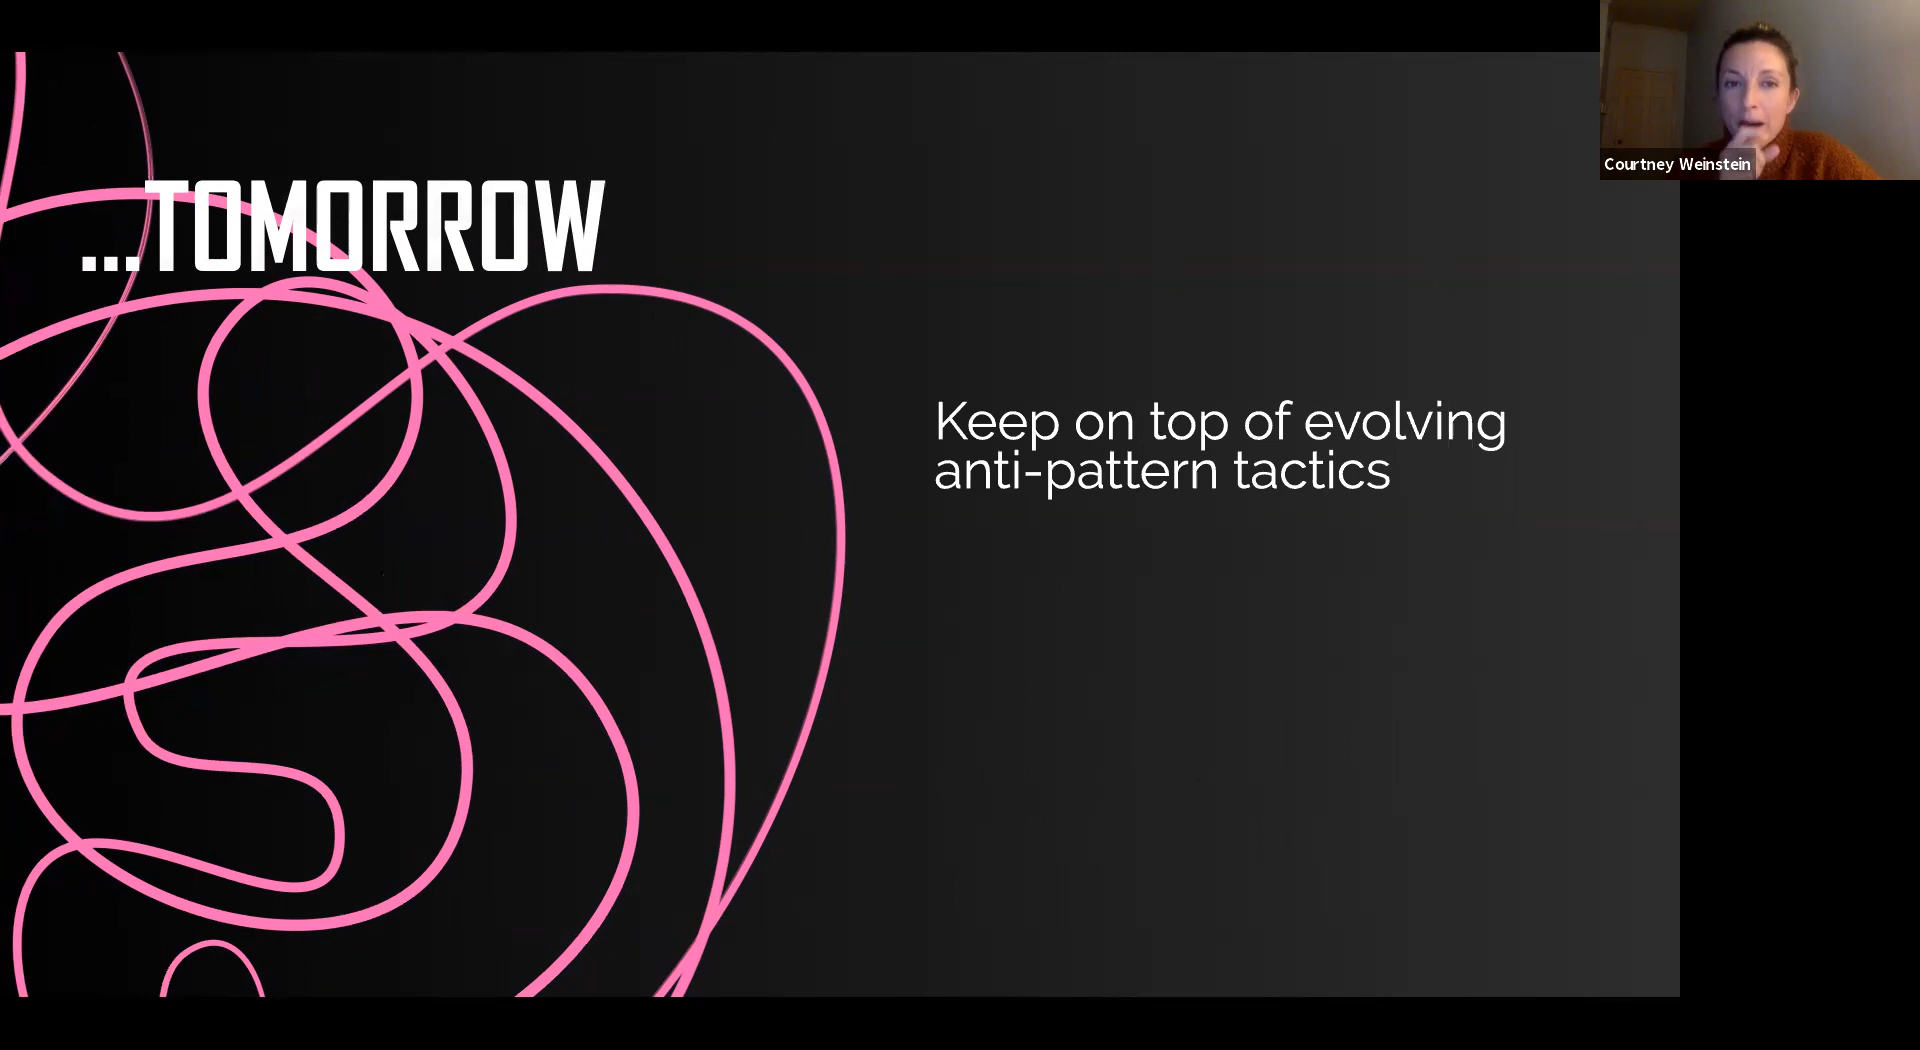 ...TOMORROW
Keep on top of evolving
anti-pattern tactics
Courtney Weinstein